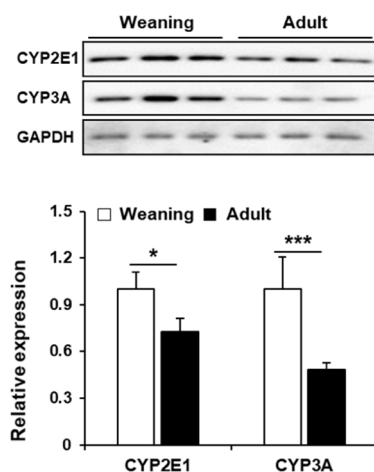 Weaning Adult
CYP2E1
CYP3A
GAPDH
Weaning Adult
Relative expression
1.5
1.2
0.9
0.6
0.3
0
* ***
CYP2E1 CYP3A